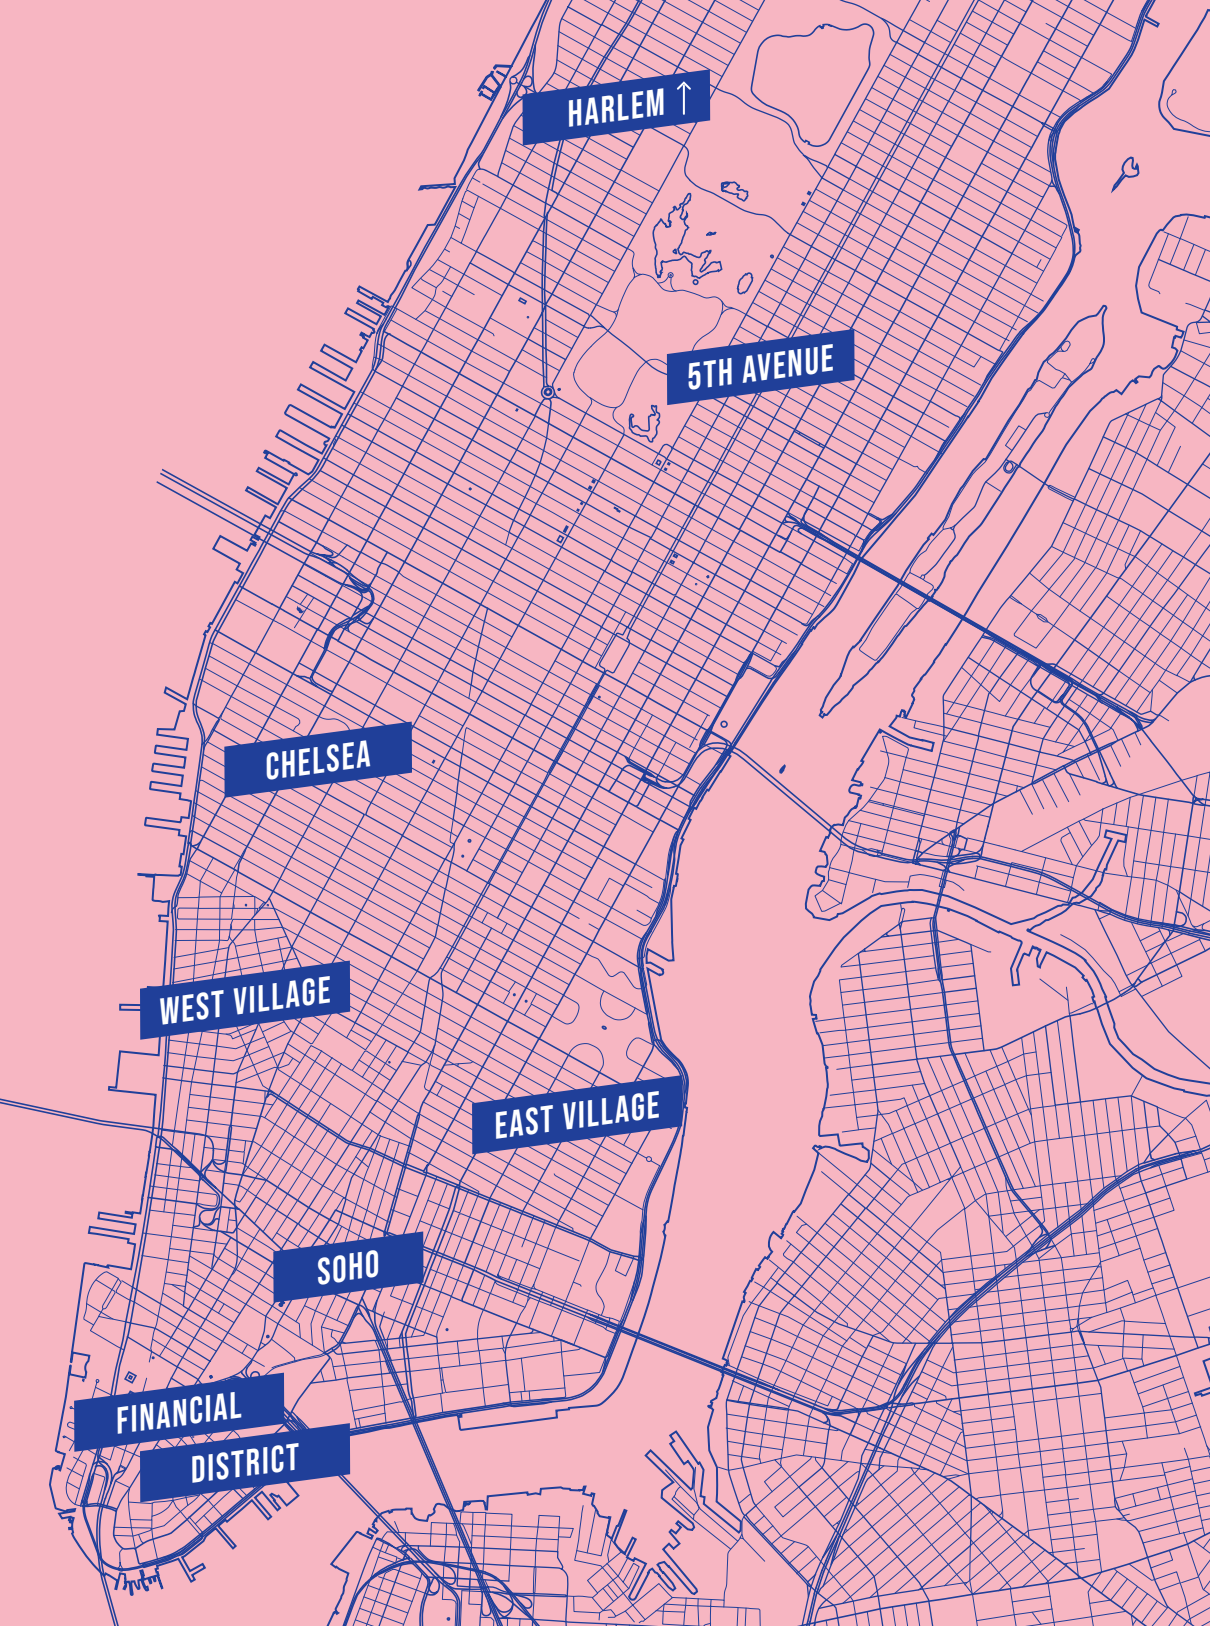 HARLEM ↑
5TH AVENUE
CHELSEA
WEST VILLAGE
EAST VILLAGE
SOHO
FINANCIAL
DISTRICT